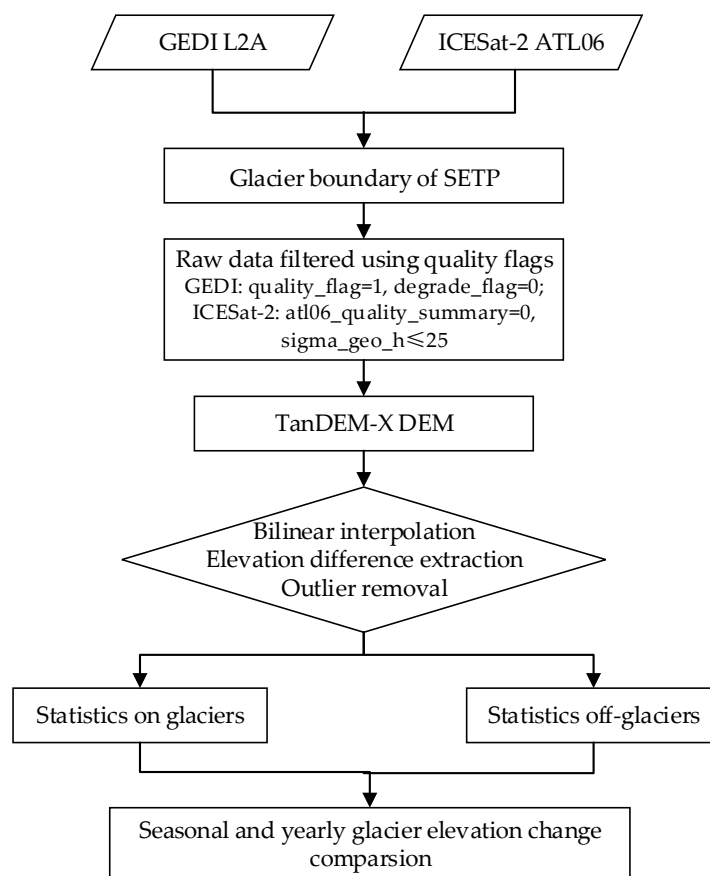 GEDI L2A
ICESat-2 ATL06
Glacier boundary of SETP
Raw data filtered using quality flags
GEDI: quality_flag=1, degrade_flag=0;
ICESat-2: atl06_quality_summary=0,
sigma_geo_h≤25
TanDEM-X DEM
Bilinear interpolation
Elevation difference extraction
Outlier removal
Statistics on glaciers
Statistics off-glaciers
Seasonal and yearly glacier elevation change
comparsion